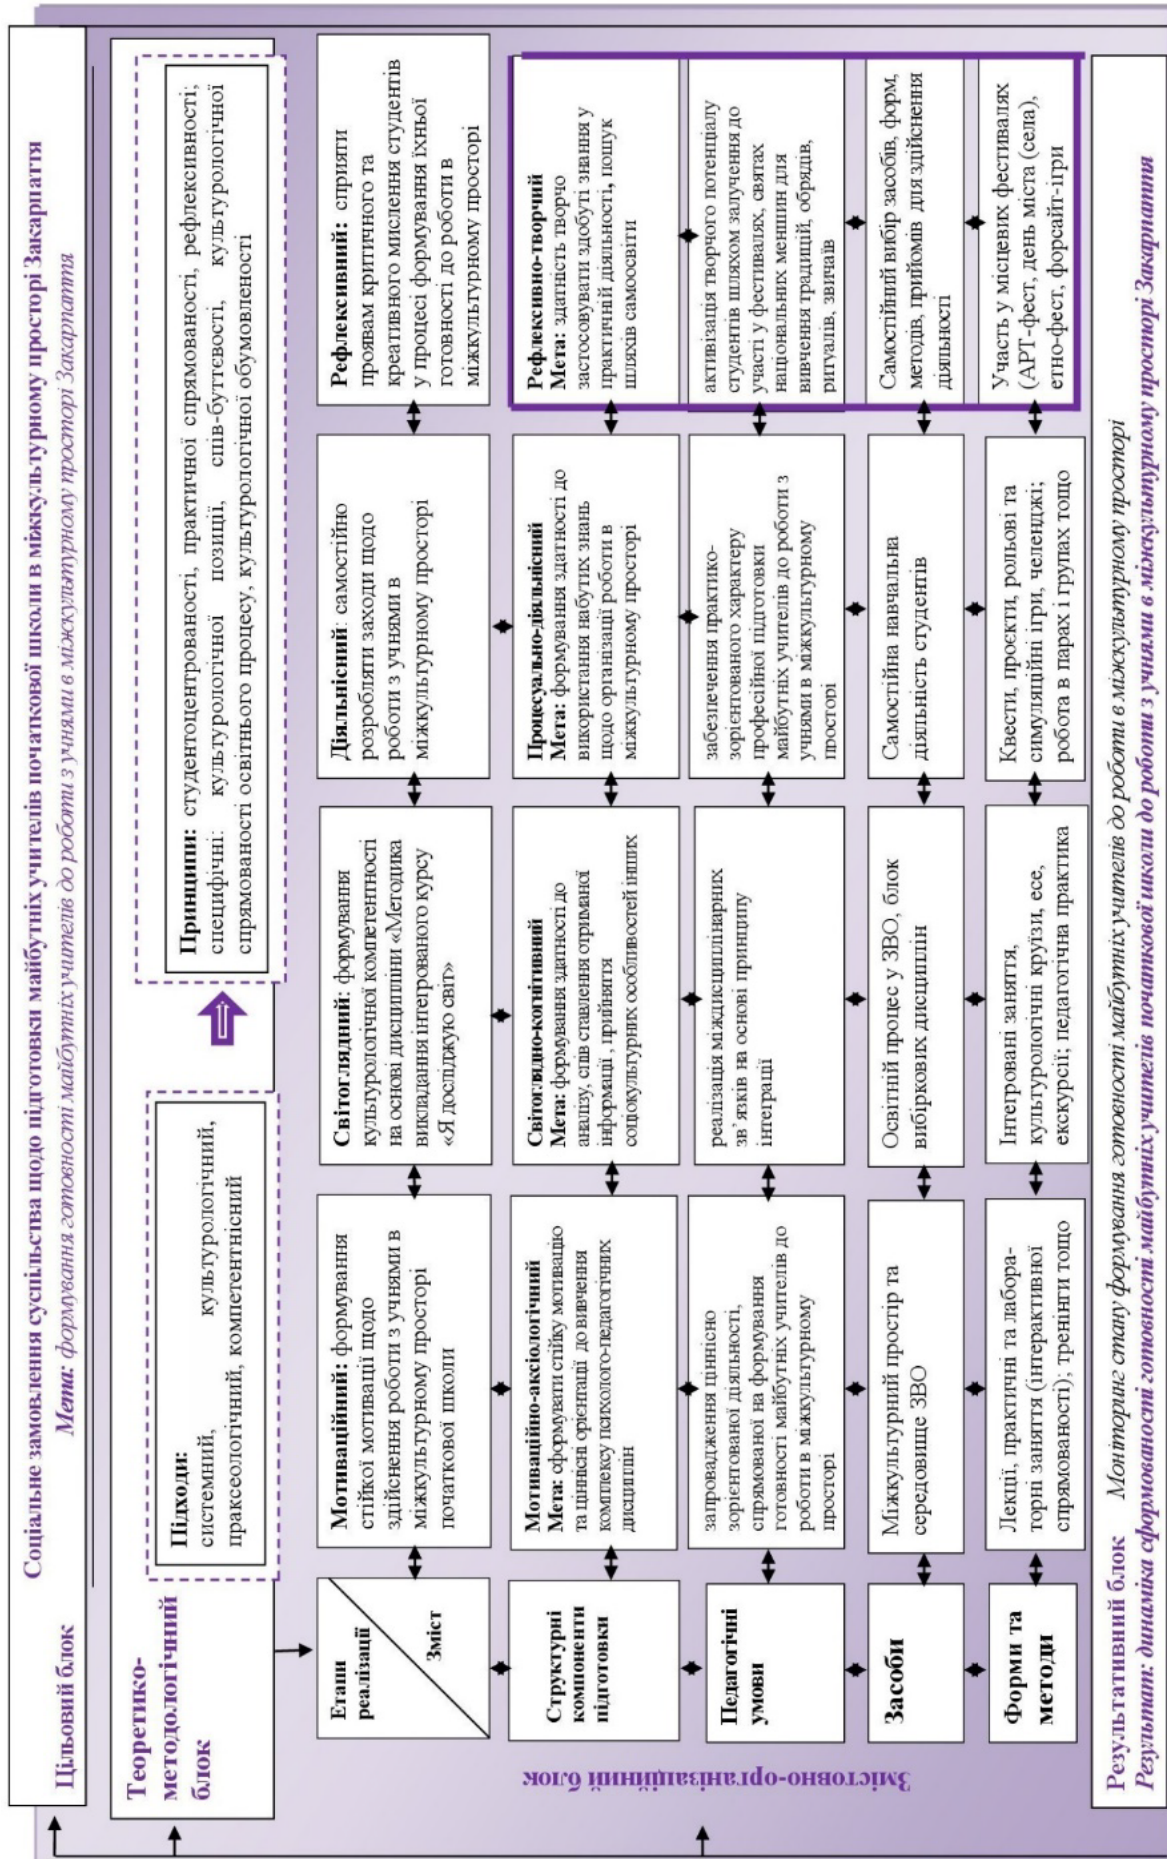 Соціальне замовлення суспільства щодо підготовки майбутніх учителів початкової школи в міжкультурному просторі Закарпаття
Цільовий блок
Мета: формування готовності майбутніх учителів до роботи з учнями в міжкультурному просторі Закарпаття
Теоретико-
методологічний
блок
Підходи:
системний, культурологічний,
праксеологічний, компетентнісний
Принципи: студентоцентрованості, практичної спрямованості, рефлексивності;
специфічні: культурологічної позиції, спів-буттєвості, культурологічної
спрямованості освітнього процесу, культурологічної обумовленості
Змістовно-організаційний блок
Етапи
реалізації
Зміст
Мотиваційний: формування
стійкої мотивації щодо
здійснення роботи з учнями в
міжкультурному просторі
початкової школи
Світоглядний: формування
культурологічної компетентності
на основі дисципліни «Методика
викладання інтегрованого курсу
«Я досліджую світ»
Діяльнісний: самостійно
розробляти заходи щодо
роботи з учнями в
міжкультурному просторі
Рефлексивний: сприяти
проявам критичного та
креативного мислення студентів
у процесі формування їхньої
готовності до роботи в
міжкультурному просторі
Структурні
компоненти
підготовки
Мотиваційно-аксіологічний
Мета: сформувати стійку мотивацію
та ціннісні орієнтації до вивчення
комплексу психолого-педагогічних
дисциплін
Світоглядно-когнітивний
Мета: формування здатності до
аналізу, спів ставлення отриманої
інформації , прийняття
соціокультурних особливостей інших
Процесуально-діяльнісний
Мета: формування здатності до
використання набутих знань
щодо організації роботи в
міжкультурному просторі
Рефлексивно-творчий
Мета: здатність творчо
застосовувати здобуті знання у
практичній діяльності, пошук
шляхів самоосвіти
Педагогічні
умови
запровадження ціннісно
зорієнтованої діяльності,
спрямованої на формування
готовності майбутніх учителів до
роботи в міжкультурному
просторі
реалізація міждисциплінарних
зв’язків на основі принципу
інтеграції
забезпечення практико-
зорієнтованого характеру
професійної підготовки
майбутніх учителів до роботи з
учнями в міжкультурному
просторі
активізація творчого потенціалу
студентів шляхом залучення до
участі у фестивалях, святах
національних меншин для
вивчення традицій, обрядів,
ритуалів, звичаїв
Засоби
Міжкультурний простір та
середовище ЗВО
Освітній процес у ЗВО, блок
вибіркових дисциплін
Самостійна навчальна
діяльність студентів
Самостійний вибір засобів, форм,
методів, прийомів для здійснення
діяльності
Форми та
методи
Лекції, практичні та лабора-
торні заняття (інтерактивної
спрямованості); тренінги тощо
Інтегровані заняття,
культурологічні круїзи, есе,
екскурсії; педагогічна практика
Квести, проєкти, рольові та
симуляційні ігри, челенджі;
робота в парах і групах тощо
Участь у місцевих фестивалях
(АРТ-фест, день міста (села),
етно-фест, форсайт-ігри
Результативний блок Моніторинг стану формування готовності майбутніх учителів до роботи в міжкультурному просторі
Результат: динаміка сформованості готовності майбутніх учителів початкової школи до роботи з учнями в міжкультурному просторі Закарпаття